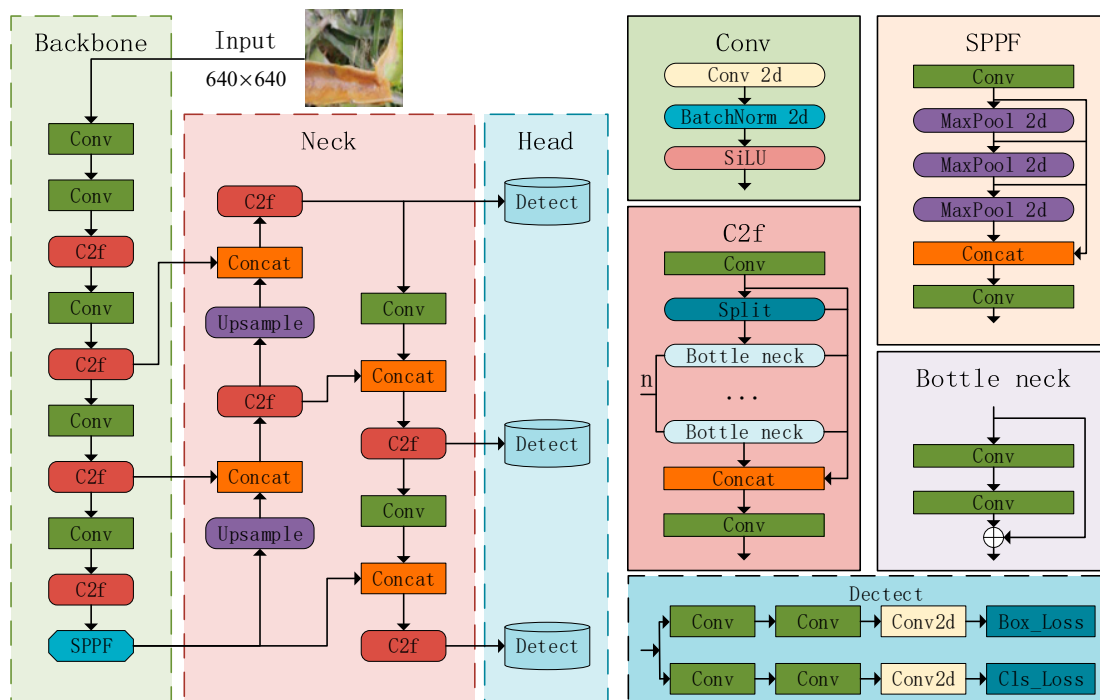 Backbone
Input
640×640
Conv
Conv
C2f
Conv
C2f
Conv
C2f
Conv
C2f
SPPF
Neck
C2f
Concat
Upsample
C2f
Concat
Upsample
Conv
Concat
C2f
Conv
Concat
C2f
Head
Detect
Detect
Detect
Conv
Conv 2d
BatchNorm 2d
SiLU
C2f
Conv
Split
Bottle neck
n
...
Bottle neck
Concat
Conv
SPPF
Conv
MaxPool 2d
MaxPool 2d
MaxPool 2d
Concat
Conv
Bottle neck
Conv
Conv
Dectect
Conv Conv Conv2d Box_Loss
Conv Conv Conv2d Cls_Loss